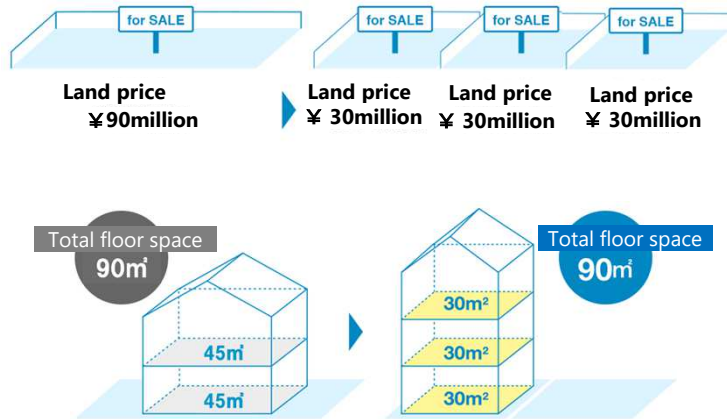 for SALE
for SALE
for SALE
for SALE
Land price
¥90million
Land price
¥ 30million
Land price
¥ 30million
Land price
¥ 30million
Total floor space
90㎡
Total floor space
90㎡
45㎡
45㎡
30m²
30m²
30m²